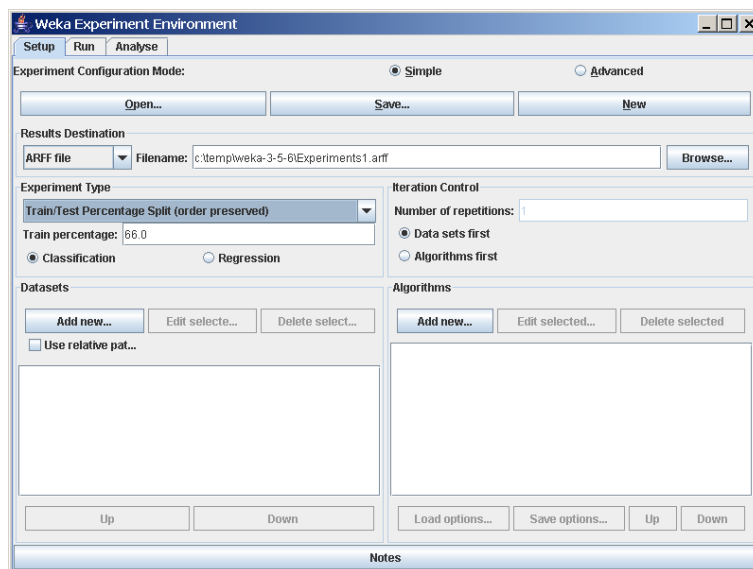 Weka Experiment Environment
Setup Run Analyse
Experiment Configuration Mode: Simple Advanced
Open... Save... New
Results Destination
ARFF file Filename: c:\temp\weka-3-5-6\Experiments1.arff Browse...
Experiment Type Iteration Control
Train/Test Percentage Split (order preserved) Number of repetitions: 1
Train percentage: 66.0 Data sets first
Classification Regression Algorithms first
Datasets Algorithms
Add new... Edit selecte... Delete select... Add new... Edit selected... Delete selected
Use relative pat...
Up Down Load options... Save options... Up Down
Notes